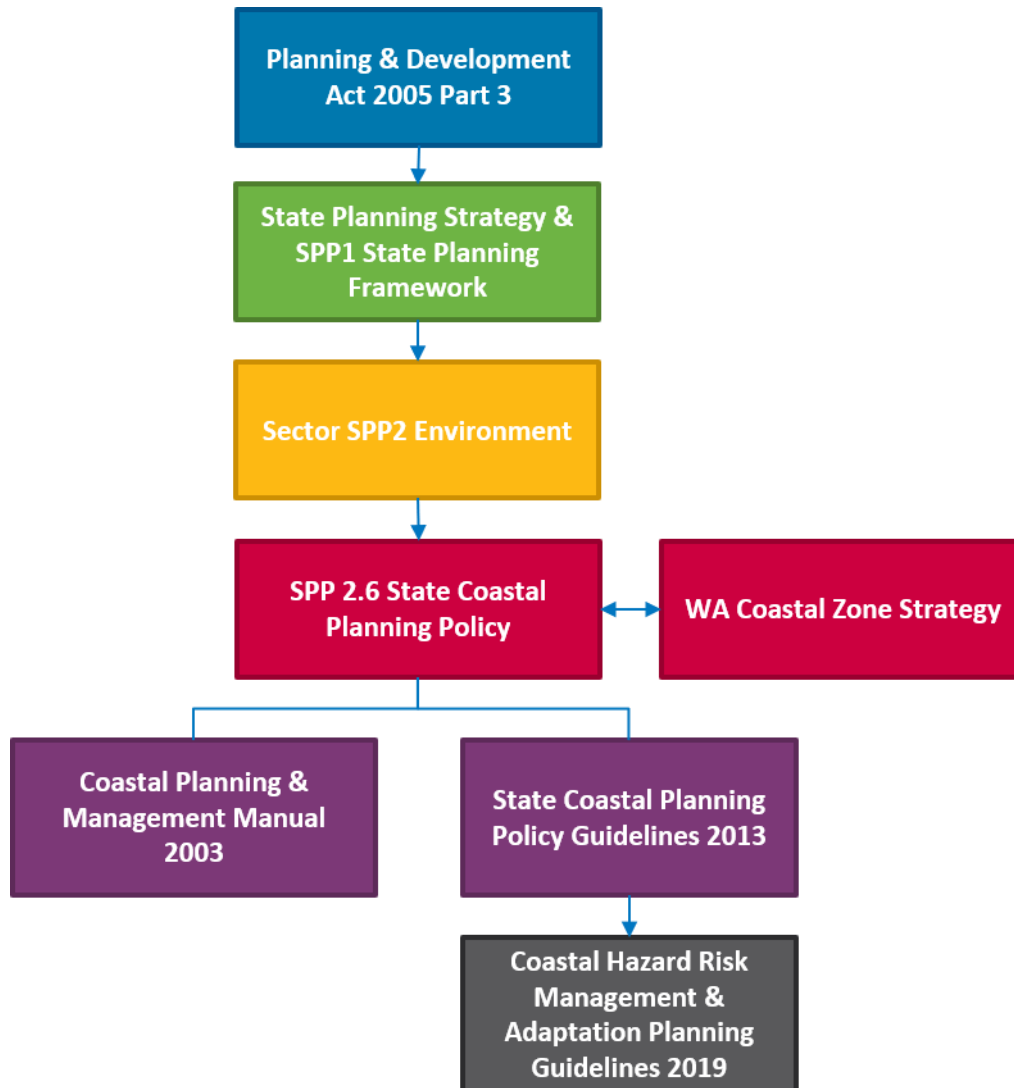 Planning & Development
Act 2005 Part 3
State Planning Strategy &
SPP1 State Planning
Framework
Sector SPP2 Environment
SPP 2.6 State Coastal
Planning Policy
WA Coastal Zone Strategy
Coastal Planning &
Management Manual
2003
State Coastal Planning
Policy Guidelines 2013
Coastal Hazard Risk
Management &
Adaptation Planning
Guidelines 2019